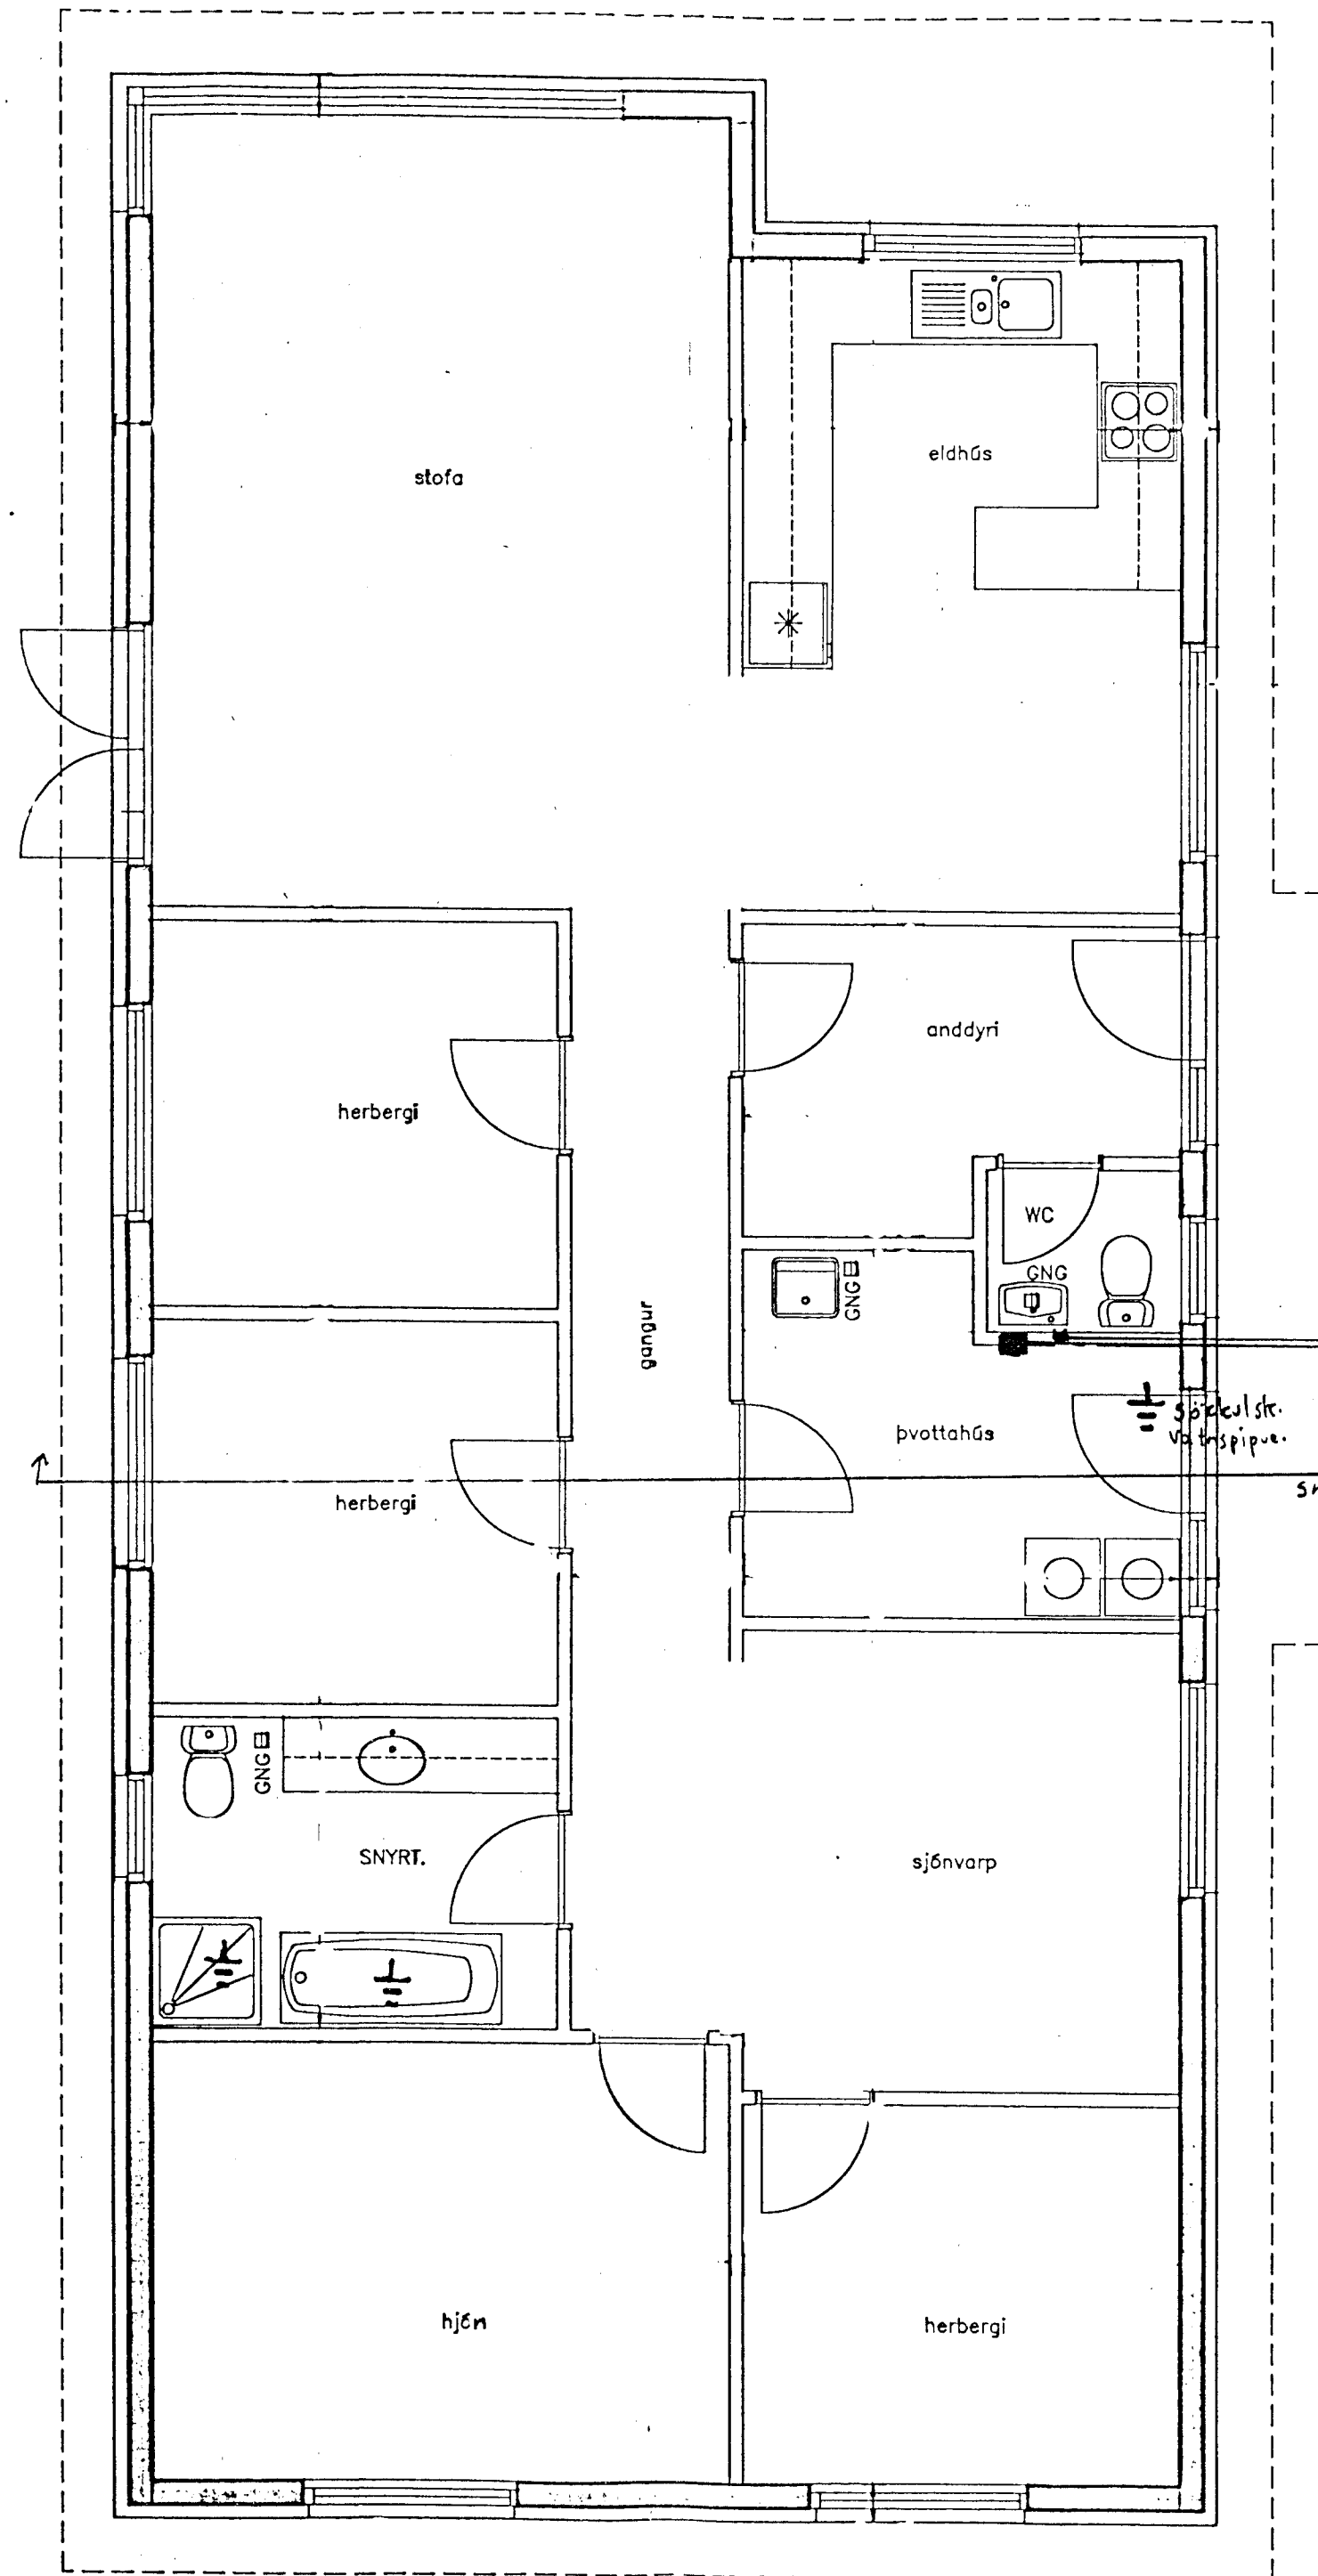 eldhús
stofa
anddyri
herbergi
WC
GNG
GNG
gangur
þvottahús
herbergi
GNG
SNYRT.
sjónvarp
hjón
herbergi